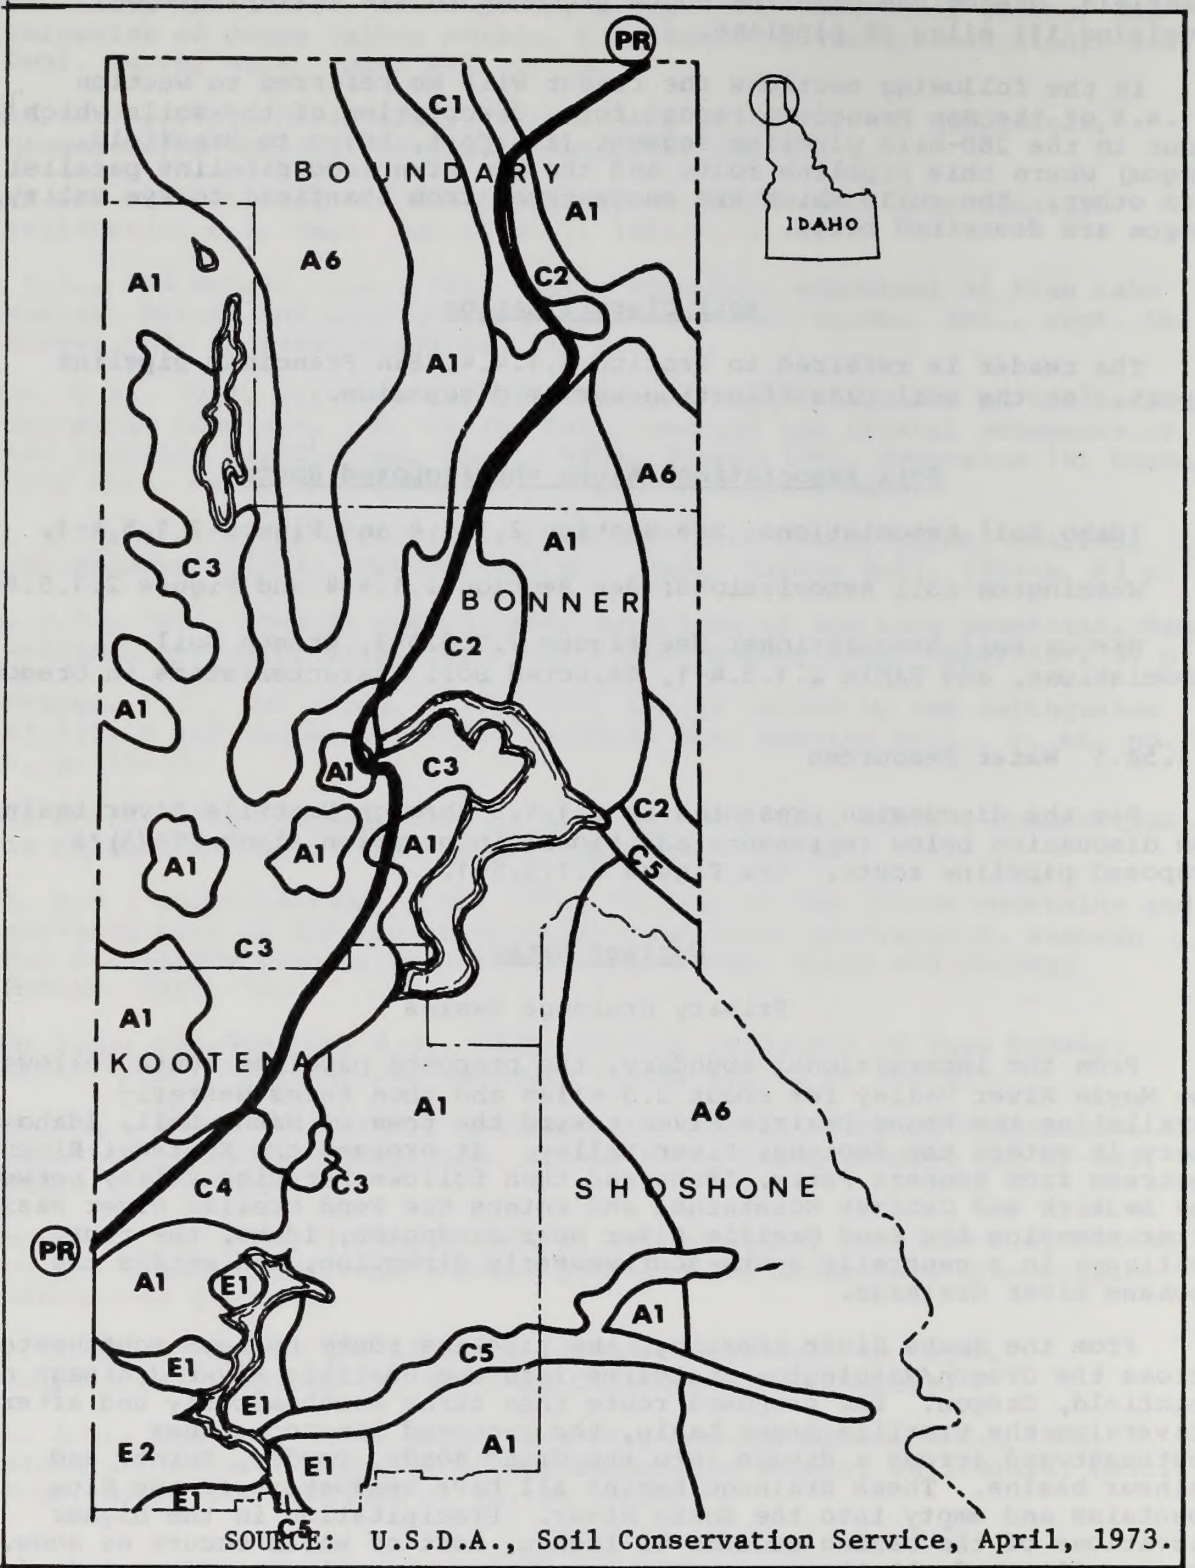 PR
C1
BOUNDARY
A1
IDAHO
A6
A1
C2
A1
A6
A1
C3
BONNER
C2
A1
A1
C3
C2
A1
A1
A1
C5
C3
A1
KOOTENAI
A1
A6
C4
C3
SHOSHONE
PR
A1
E1
A1
E1
C5
E1
E2
E1
A1
E1
C5
SOURCE: U.S.D.A., Soil Conservation Service, April, 1973